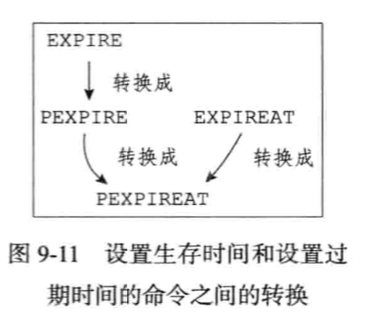 EXPIRE
转换成
PEXPIRE EXPIREAT
转换成 转换成
PEXPIREAT
图 9-11 设置生存时间和设置过
期时间的命令之间的转换